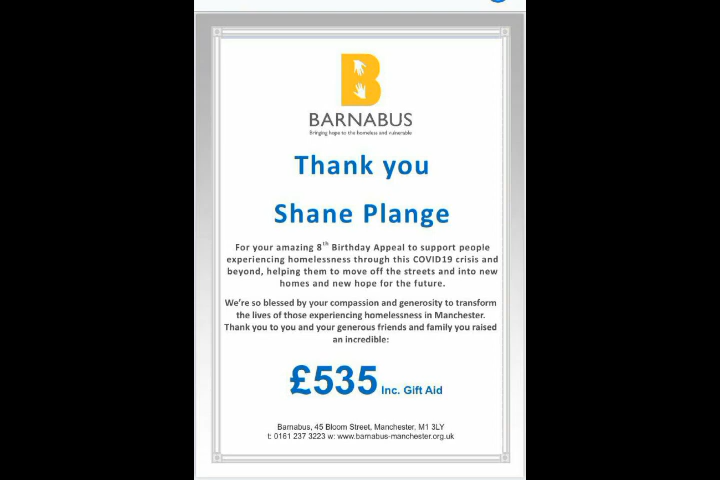 B
BARNABUS
Bringing hope to the homeless and vulnerable
Thank you
Shane Plange
For your amazing 8th Birthday Appeal to support people
experiencing homelessness through this COVID19 crisis and
beyond, helping them to move off the streets and into new
homes and new hope for the future.
We're so blessed by your compassion and generosity to transform
the lives of those experiencing homelessness in Manchester.
Thank you to you and your generous friends and family you raised
an incredible:
£535 Inc. Gift Aid
Barnabus, 45 Bloom Street, Manchester, M1 3LY
t: 0161 237 3223 w: www.barnabus-manchester.org.uk